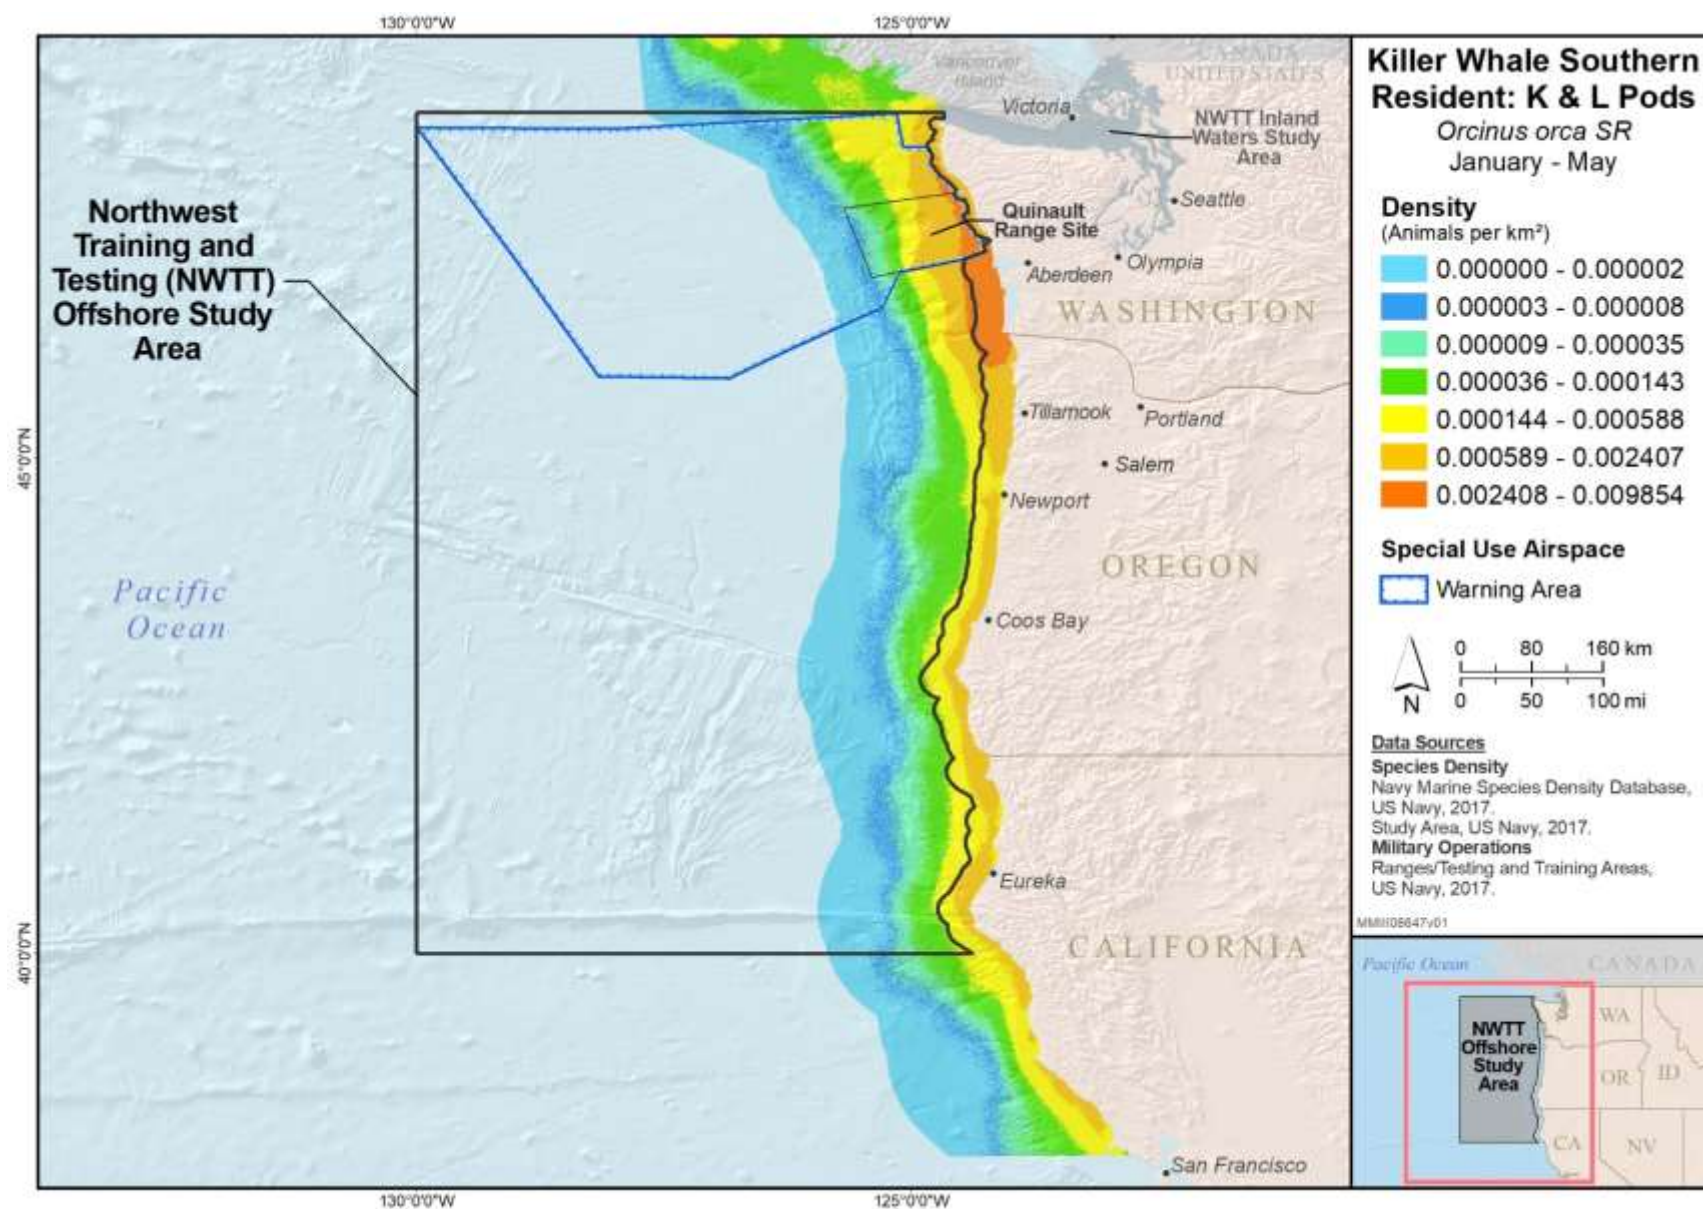 130°0'0"W
125°0'0"W
45°0'0"N
40°0'0"N
Northwest
Training and
Testing (NWTT)
Offshore Study
Area
Pacific
Ocean
Vancouver
Island
CANADA
UNITED STATES
Victoria
NWTT Inland
Waters Study
Area
Seattle
Quinault
Range Site
Olympia
Aberdeen
WASHINGTON
Tillamook
Portland
Salem
Newport
OREGON
Coos Bay
Eureka
CALIFORNIA
San Francisco
130°0'0"W
125°0'0"W
Killer Whale Southern
Resident: K & L Pods
Orcinus orca SR
January - May
Density
(Animals per km²)
0.000000 - 0.000002
0.000003 - 0.000008
0.000009 - 0.000035
0.000036 - 0.000143
0.000144 - 0.000588
0.000589 - 0.002407
0.002408 - 0.009854
Special Use Airspace
Warning Area
0 80 160 km
0 50 100 mi
N
Data Sources
Species Density
Navy Marine Species Density Database,
US Navy, 2017.
Study Area, US Navy, 2017.
Military Operations
Ranges/Testing and Training Areas,
US Navy, 2017.
Pacific Ocean
CANADA
NWTT
Offshore
Study
Area
WA
OR
ID
CA
NV